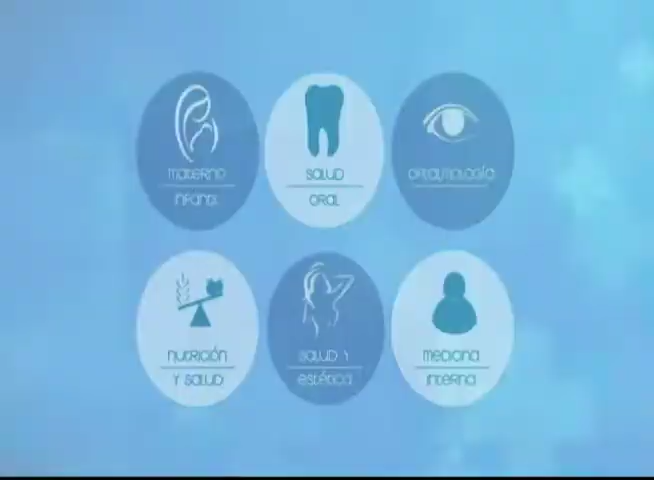 materno
infantil
salud
oral
oftalmología
nutrición
y salud
salud y
estética
medicina
interna